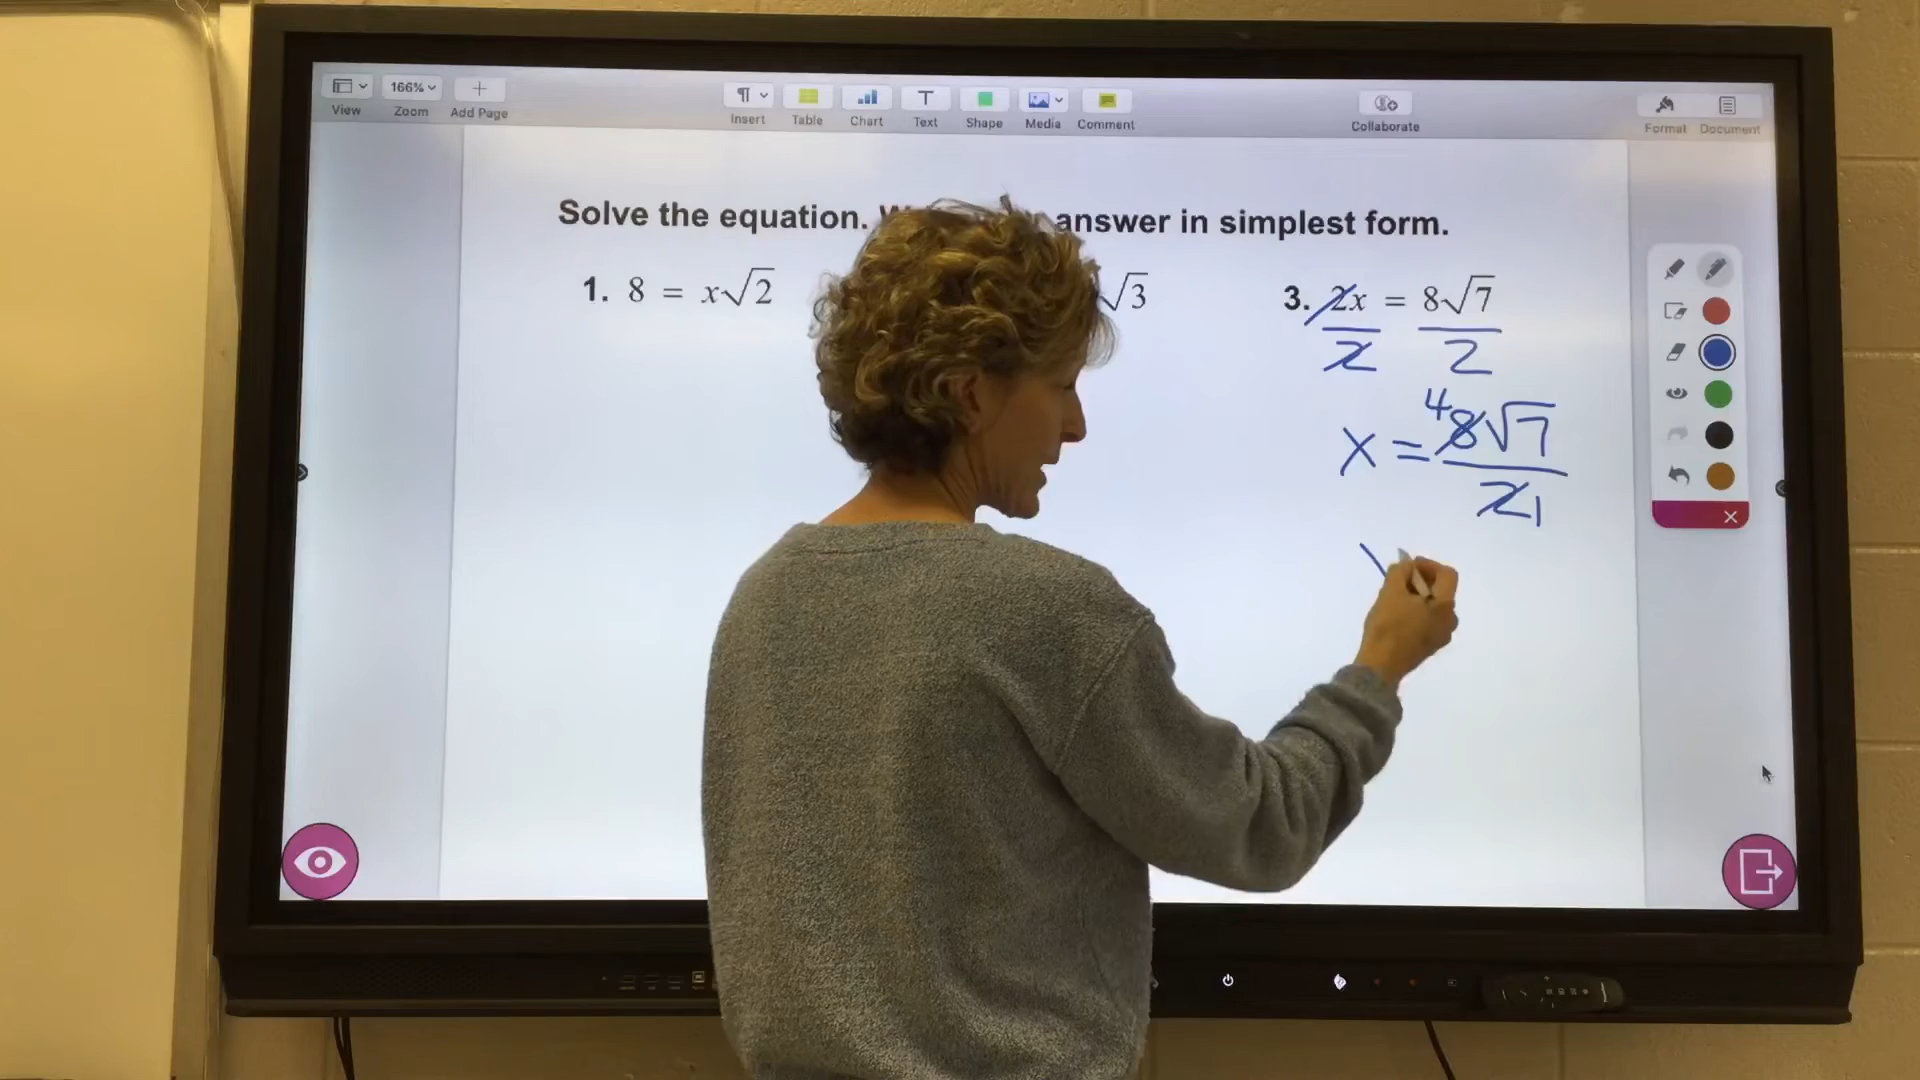 View
166%
Zoom
Add Page
Insert
Table
Chart
T
Text
Shape
Media
Comment
Collaborate
Format
Document
Solve the equation. answer in simplest form.
1. 8 = x√2
√3
3. 2x = 8√7
2 2
4
x = 8√7
2 1